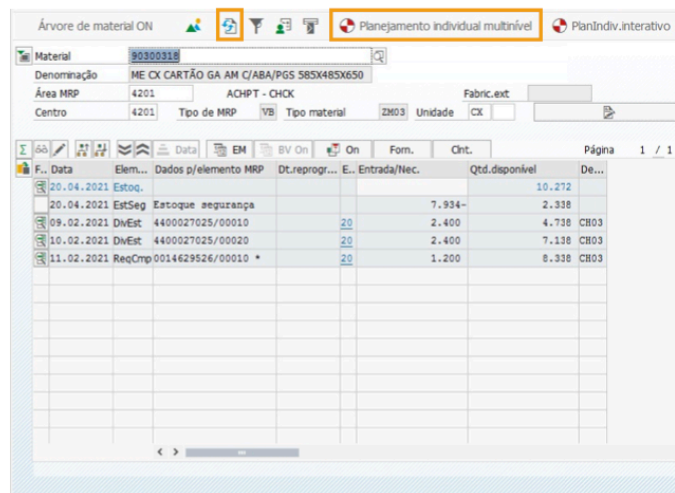 Árvore de material ON Planejamento individual multinível PlanIndiv.interativo
Material 90300318
Denominação ME CX CARTÃO GA AM C/ABA/PGS 585X485X650
Área MRP 4201 ACHPT - CHCK Fabric.ext
Centro 4201 Tipo de MRP VB Tipo material ZM03 Unidade CX
Σ Data EM BV On On Forn. Clnt. Página 1 / 1
F.. Data Elem... Dados p/elemento MRP Dt.reprogr... E.. Entrada/Nec. Qtd.disponível De...
20.04.2021 Estoq. 10.272
20.04.2021 EstSeg Estoque segurança 7.934- 2.338
09.02.2021 DivEst 4400027025/00010 20 2.400 4.738 CH03
10.02.2021 DivEst 4400027025/00020 20 2.400 7.138 CH03
11.02.2021 ReqCmp 0014629526/00010 * 20 1.200 8.338 CH03